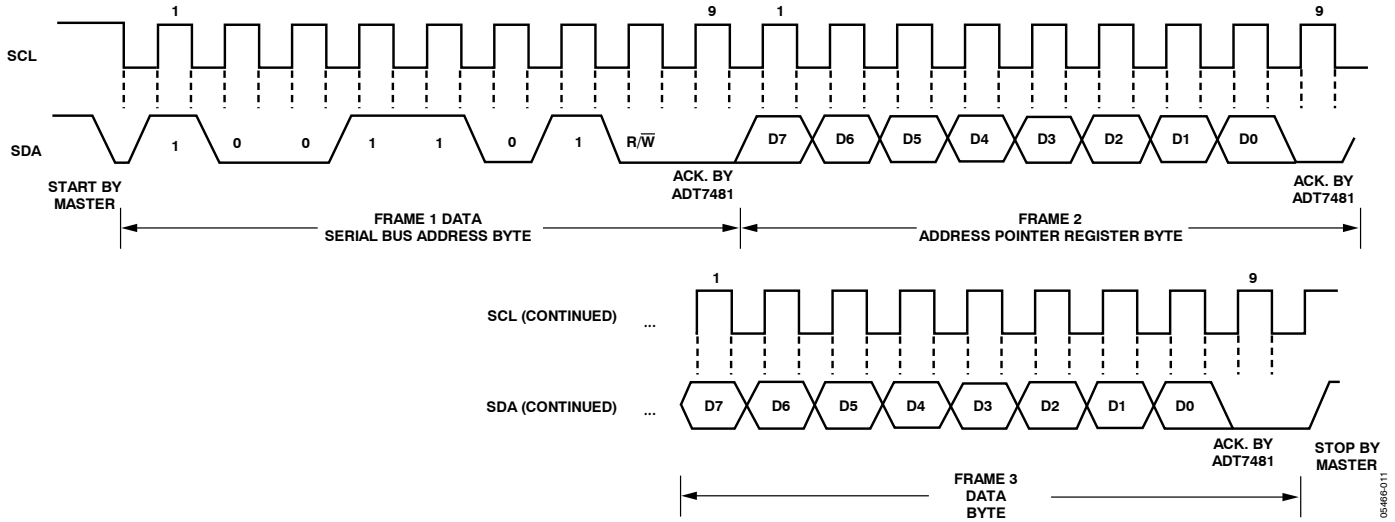 1 9 1 9
SCL
SDA
1 0 0 1 1 0 1 R/W̅ D7 D6 D5 D4 D3 D2 D1 D0
START BY
MASTER
ACK. BY
ADT7481
ACK. BY
ADT7481
FRAME 1 DATA
SERIAL BUS ADDRESS BYTE
FRAME 2
ADDRESS POINTER REGISTER BYTE
1 9
SCL (CONTINUED) ...
SDA (CONTINUED) ... D7 D6 D5 D4 D3 D2 D1 D0
ACK. BY
ADT7481
STOP BY
MASTER
FRAME 3
DATA
BYTE
05466-011